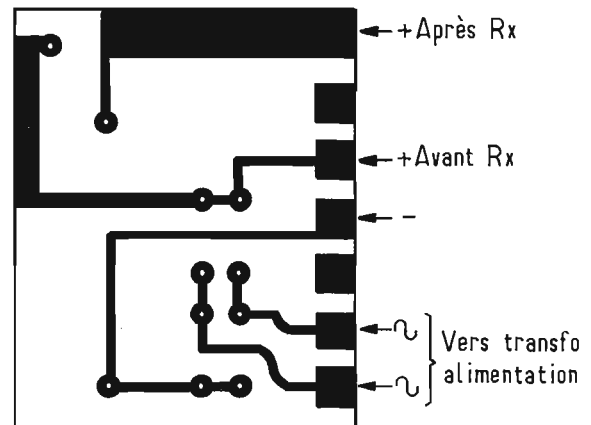 +Après Rx
+Avant Rx
-
∿
∿
Vers transfo
alimentation